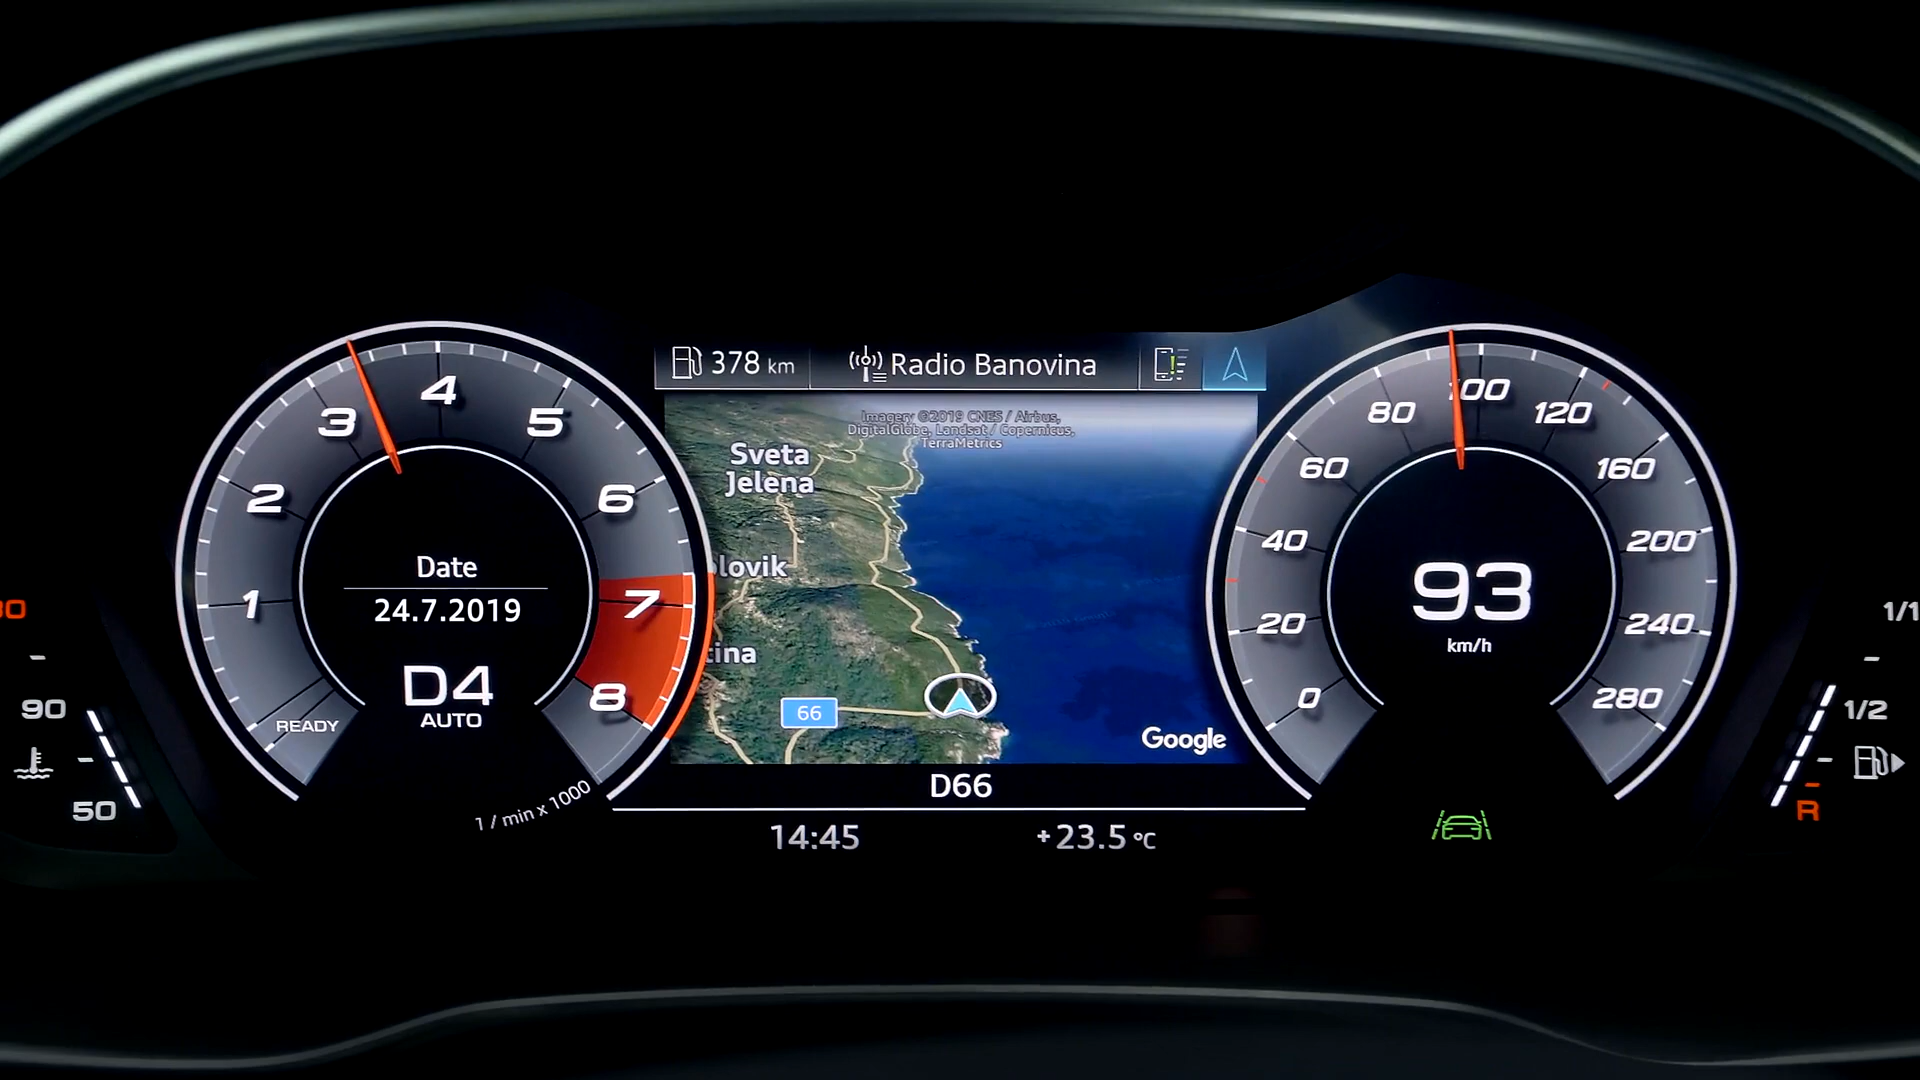 378 km
Radio Banovina
Imagery ©2019 CNES / Airbus,
DigitalGlobe, Landsat / Copernicus,
TerraMetrics
Sveta
Jelena
lovik
tina
66
Google
D66
14:45
+23.5 °C
1
2
3
4
5
6
7
8
READY
1 / min x 1000
Date
24.7.2019
D4
AUTO
0
20
40
60
80
100
120
160
200
240
280
93
km/h
90
50
1/1
1/2
R